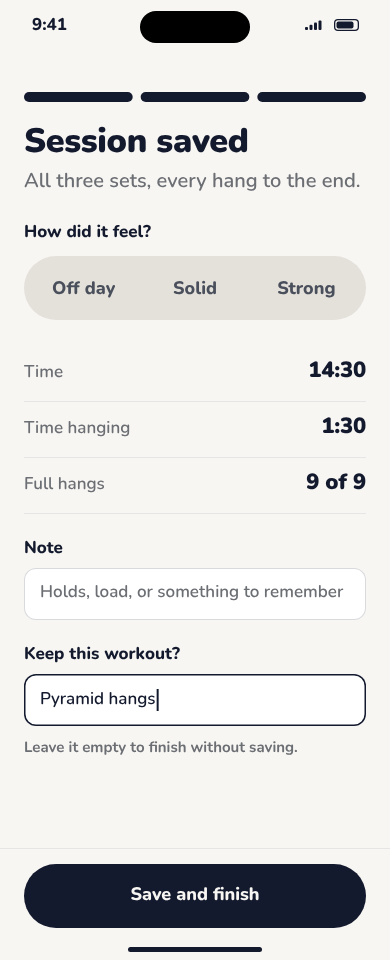 9:41
Session saved
All three sets, every hang to the end.
How did it feel?
Off day Solid Strong
Time 14:30
Time hanging 1:30
Full hangs 9 of 9
Note
Holds, load, or something to remember
Keep this workout?
Pyramid hangs
Leave it empty to finish without saving.
Save and finish